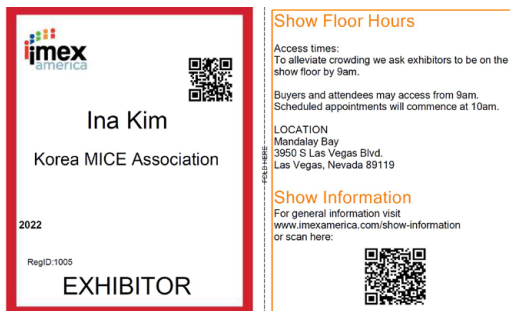 imex
america
Ina Kim
Korea MICE Association
2022
RegID:1005
EXHIBITOR
FOLD HERE
Show Floor Hours
Access times:
To alleviate crowding we ask exhibitors to be on the
show floor by 9am.
Buyers and attendees may access from 9am.
Scheduled appointments will commence at 10am.
LOCATION
Mandalay Bay
3950 S Las Vegas Blvd.
Las Vegas, Nevada 89119
Show Information
For general information visit
www.imexamerica.com/show-information
or scan here: